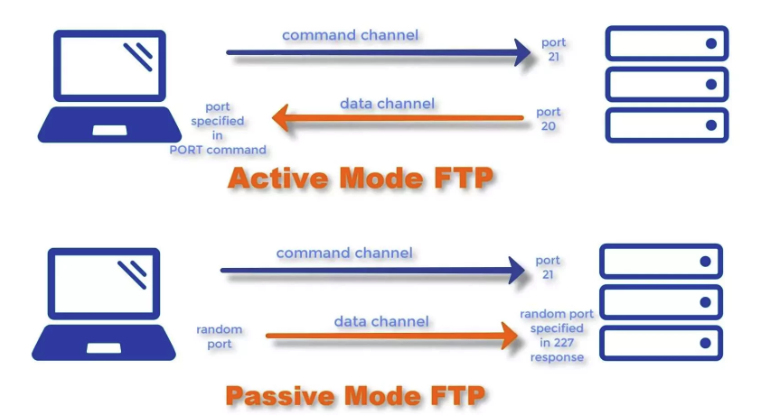 command channel
port
21
data channel
port
20
port
specified
in
PORT command
Active Mode FTP
command channel
port
21
data channel
random
port
random port
specified
in 227
response
Passive Mode FTP